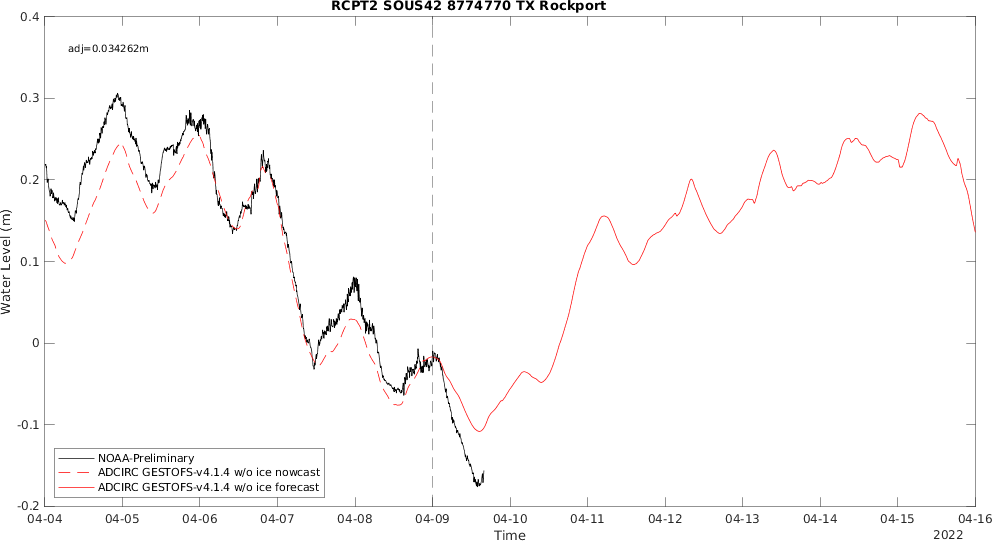 RCPT2 SOUS42 8774770 TX Rockport
0.4
adj=0.034262m
0.3
0.2
0.1
0
-0.1
-0.2
Water Level (m)
NOAA-Preliminary
ADCIRC GESTOFS-v4.1.4 w/o ice nowcast
ADCIRC GESTOFS-v4.1.4 w/o ice forecast
04-04 04-05 04-06 04-07 04-08 04-09 04-10 04-11 04-12 04-13 04-14 04-15 04-16
Time
2022